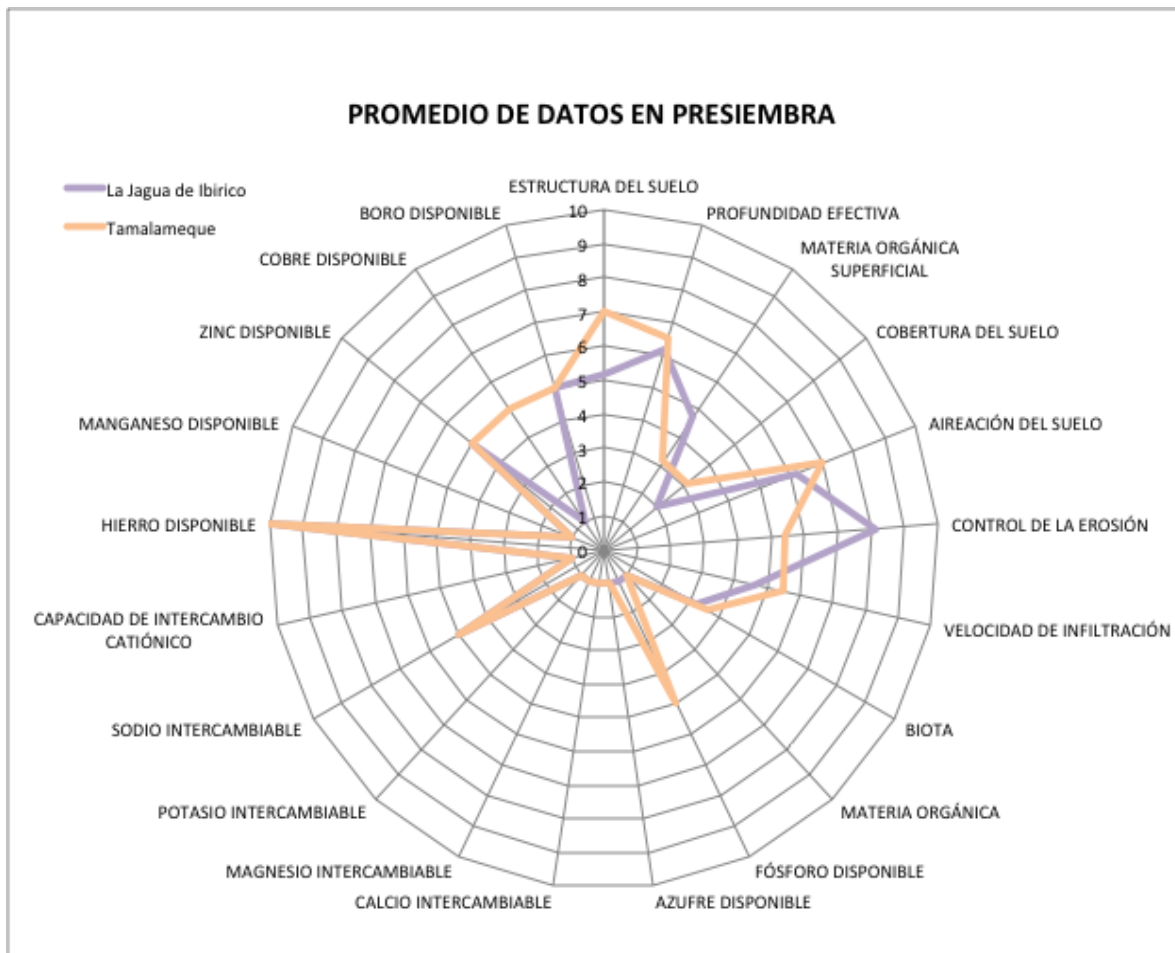 PROMEDIO DE DATOS EN PRESIEMBRA
La Jagua de Ibirico
Tamalameque
ESTRUCTURA DEL SUELO
PROFUNDIDAD EFECTIVA
MATERIA ORGÁNICA
SUPERFICIAL
COBERTURA DEL SUELO
AIREACIÓN DEL SUELO
CONTROL DE LA EROSIÓN
VELOCIDAD DE INFILTRACIÓN
BIOTA
MATERIA ORGÁNICA
FÓSFORO DISPONIBLE
AZUFRE DISPONIBLE
CALCIO INTERCAMBIABLE
MAGNESIO INTERCAMBIABLE
POTASIO INTERCAMBIABLE
SODIO INTERCAMBIABLE
CAPACIDAD DE INTERCAMBIO
CATIÓNICO
HIERRO DISPONIBLE
MANGANESO DISPONIBLE
ZINC DISPONIBLE
COBRE DISPONIBLE
BORO DISPONIBLE
10
9
8
7
6
5
4
3
2
1
0